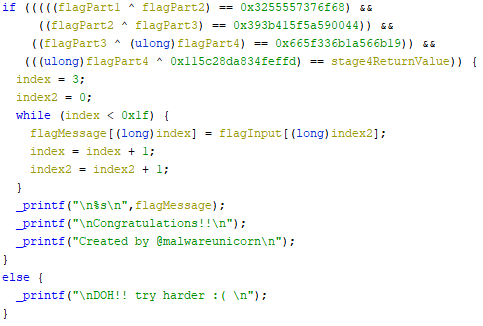 if (((((flagPart1 ^ flagPart2) == 0x3255557376f68) &&
((flagPart2 ^ flagPart3) == 0x393b415f5a590044)) &&
((flagPart3 ^ (ulong)flagPart4) == 0x665f336b1a566b19)) &&
(((ulong)flagPart4 ^ 0x115c28da834feffd) == stage4ReturnValue)) {
index = 3;
index2 = 0;
while (index < 0x1f) {
flagMessage[(long)index] = flagInput[(long)index2];
index = index + 1;
index2 = index2 + 1;
}
_printf("\n%s\n",flagMessage);
_printf("\nCongratulations!!\n");
_printf("Created by @malwareunicorn\n");
}
else {
_printf("\nDOH!! try harder :( \n");
}